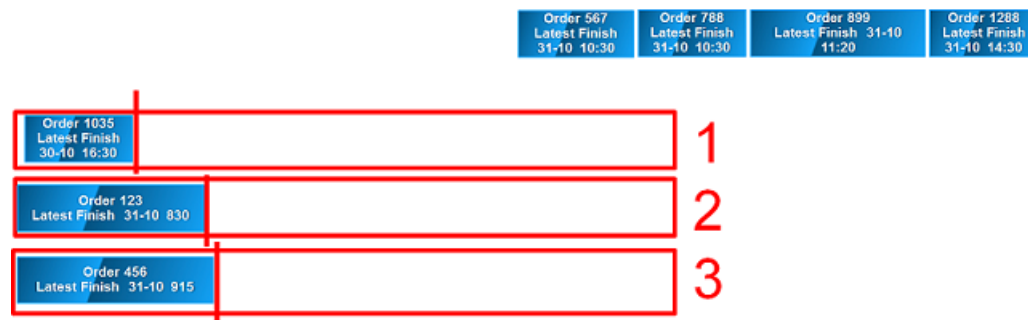 Order 567
Latest Finish
31-10 10:30
Order 788
Latest Finish
31-10 10:30
Order 899
Latest Finish 31-10
11:20
Order 1288
Latest Finish
31-10 14:30
Order 1035
Latest Finish
30-10 16:30
1
Order 123
Latest Finish 31-10 830
2
Order 456
Latest Finish 31-10 915
3